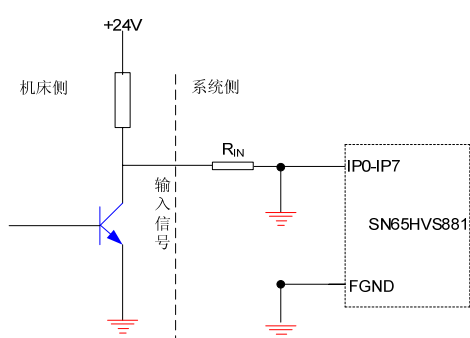 +24V
机床侧
系统侧
输入信号
RIN
IP0-IP7
SN65HVS881
FGND